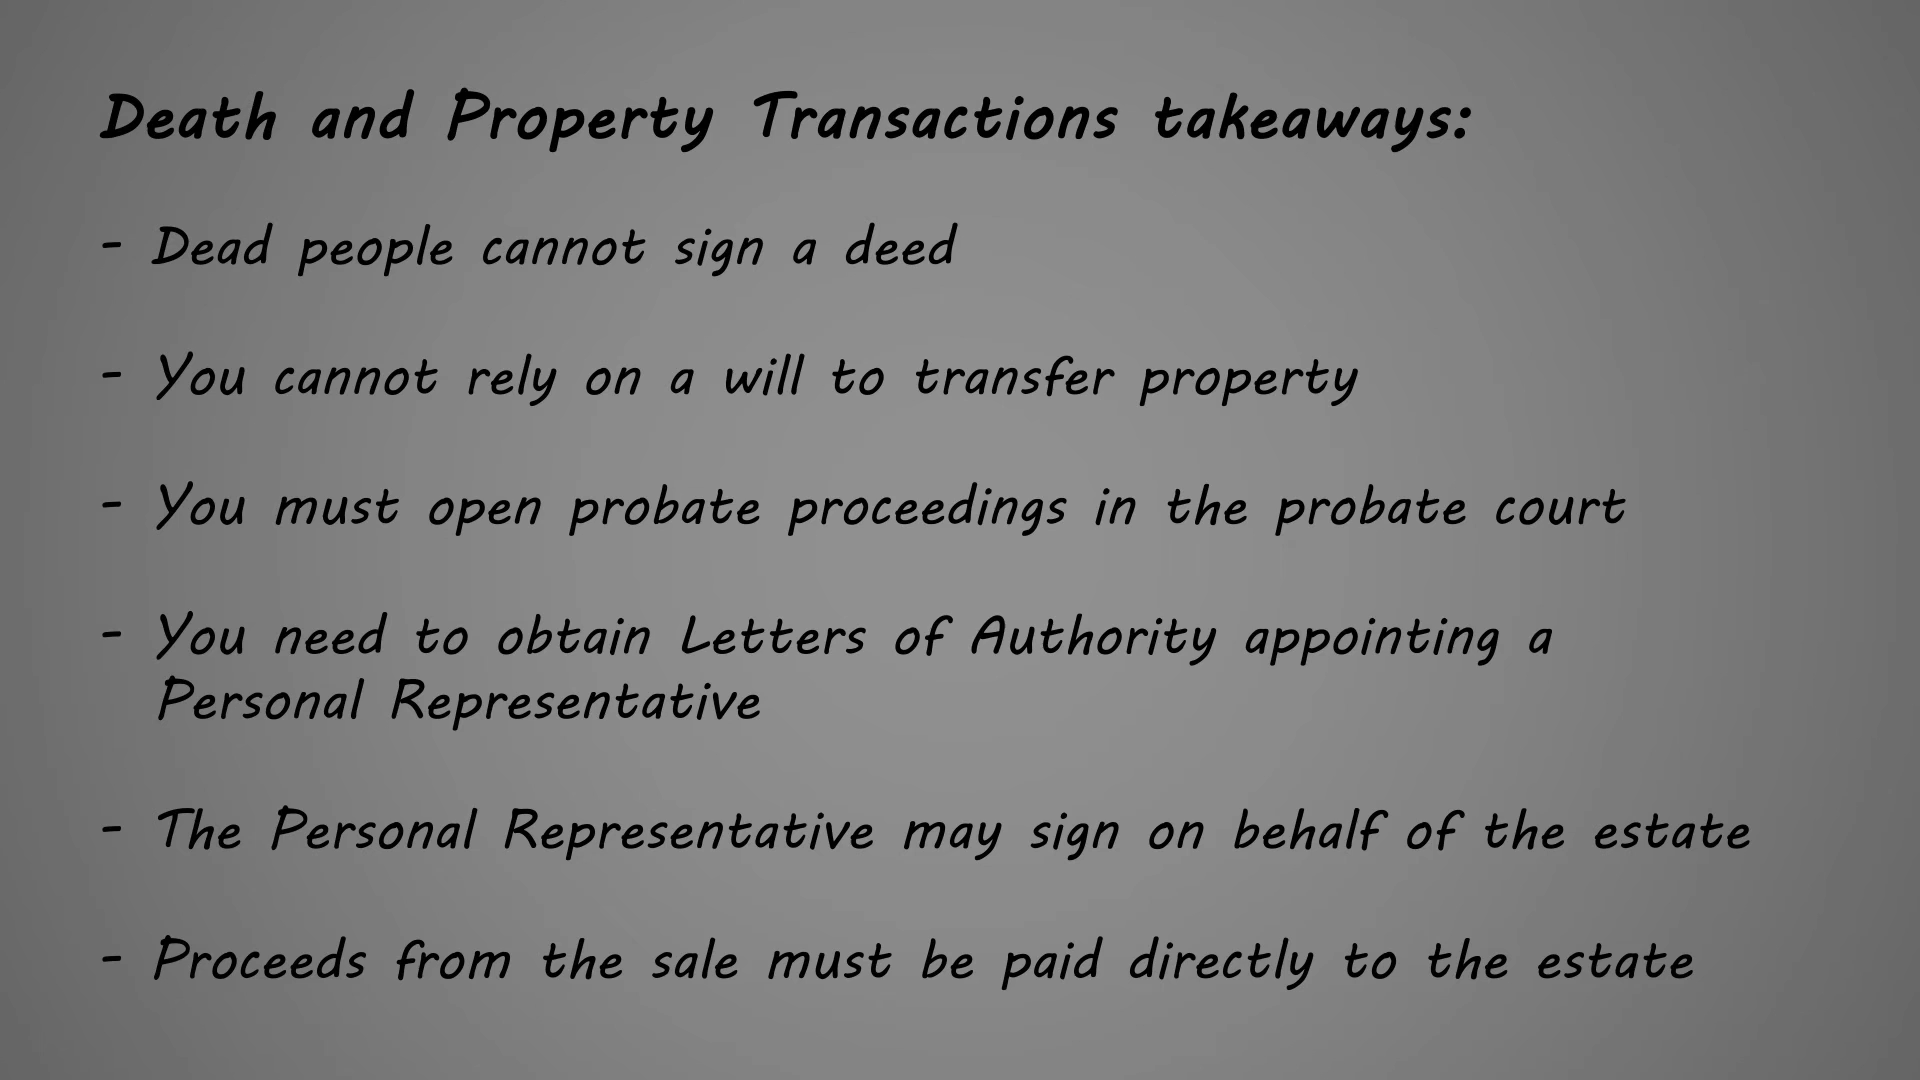 Death and Property Transactions takeaways:
- Dead people cannot sign a deed
- You cannot rely on a will to transfer property
- You must open probate proceedings in the probate court
- You need to obtain Letters of Authority appointing a
Personal Representative
- The Personal Representative may sign on behalf of the estate
- Proceeds from the sale must be paid directly to the estate